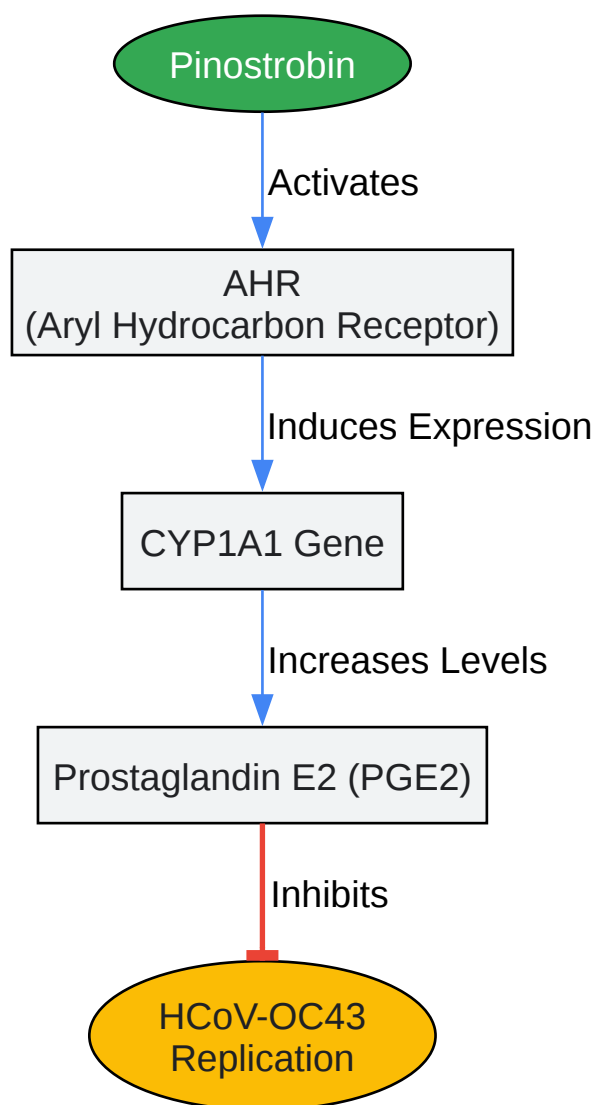 Pinostrobin
Activates
AHR
(Aryl Hydrocarbon Receptor)
Induces Expression
CYP1A1 Gene
Increases Levels
Prostaglandin E2 (PGE2)
Inhibits
HCoV-OC43
Replication